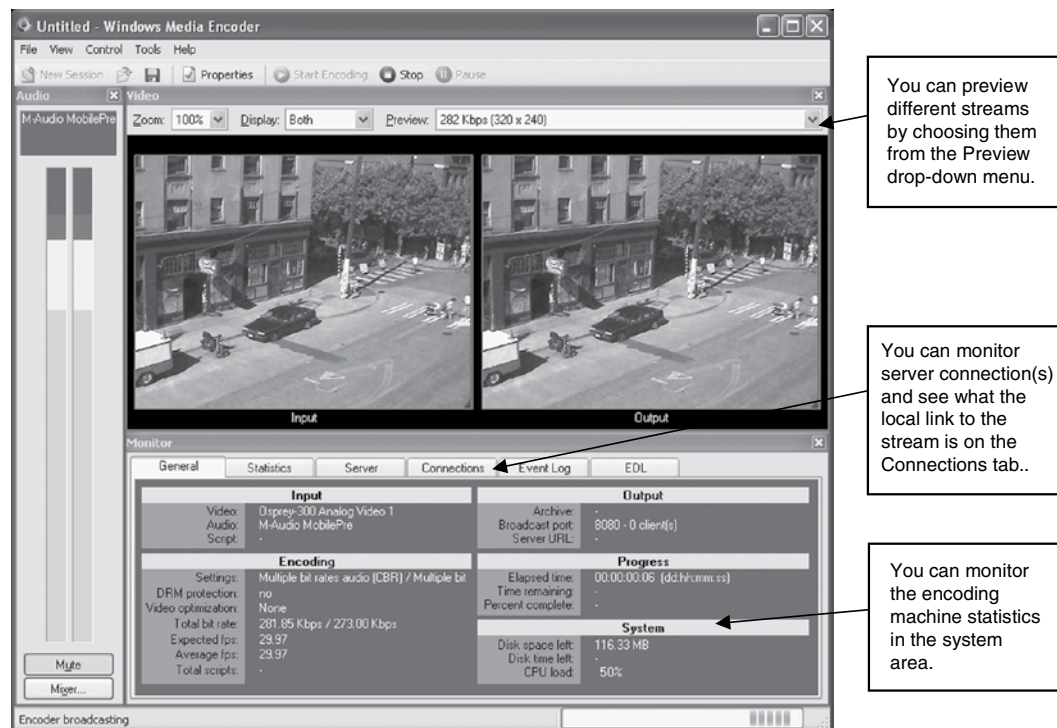 Untitled - Windows Media Encoder
File View Control Tools Help
New Session Properties Start Encoding Stop Pause
Audio
Video
M-Audio MobilePre
Zoom: 100% Display: Both Preview: 282 Kbps (320 x 240)
Input
Output
Monitor
General Statistics Server Connections Event Log EDL
Input
Video: Osprey-300 Analog Video 1
Audio: M-Audio MobilePre
Script: -
Encoding
Settings: Multiple bit rates audio (CBR) / Multiple bit
DRM protection: no
Video optimization: None
Total bit rate: 281.85 Kbps / 273.00 Kbps
Expected fps: 29.97
Average fps: 29.97
Total scripts: -
Output
Archive: -
Broadcast port: 8080 - 0 client(s)
Server URL: -
Progress
Elapsed time: 00:00:00:06 (dd:hh:mm:ss)
Time remaining: -
Percent complete: -
System
Disk space left: 116.33 MB
Disk time left: -
CPU load: 50%
Mute
Mixer...
Encoder broadcasting
You can preview
different streams
by choosing them
from the Preview
drop-down menu.
You can monitor
server connection(s)
and see what the
local link to the
stream is on the
Connections tab..
You can monitor
the encoding
machine statistics
in the system
area.